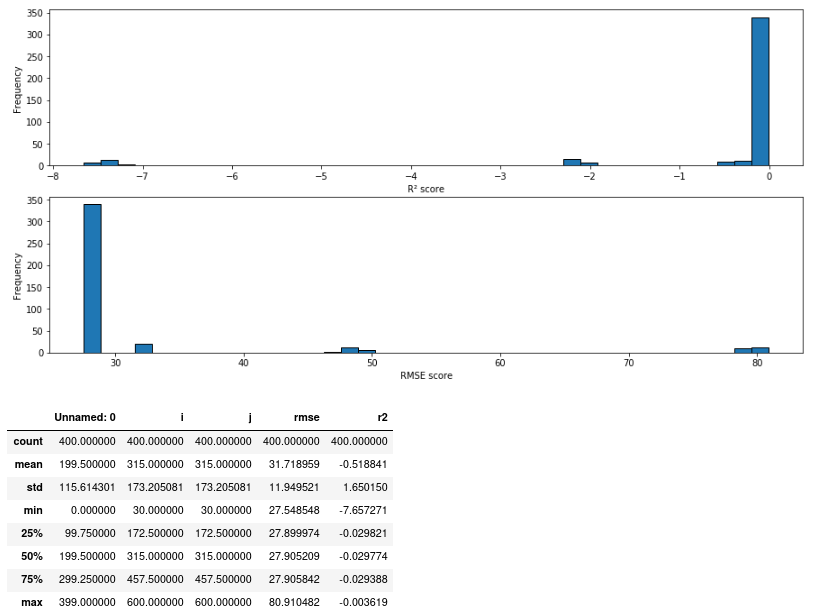 350
300
250
200
150
100
50
0
Frequency
−8 −7 −6 −5 −4 −3 −2 −1 0
R² score
350
300
250
200
150
100
50
0
Frequency
30 40 50 60 70 80
RMSE score
Unnamed: 0 i j rmse r2
count 400.000000 400.000000 400.000000 400.000000 400.000000
mean 199.500000 315.000000 315.000000 31.718959 -0.518841
std 115.614301 173.205081 173.205081 11.949521 1.650150
min 0.000000 30.000000 30.000000 27.548548 -7.657271
25% 99.750000 172.500000 172.500000 27.899974 -0.029821
50% 199.500000 315.000000 315.000000 27.905209 -0.029774
75% 299.250000 457.500000 457.500000 27.905842 -0.029388
max 399.000000 600.000000 600.000000 80.910482 -0.003619